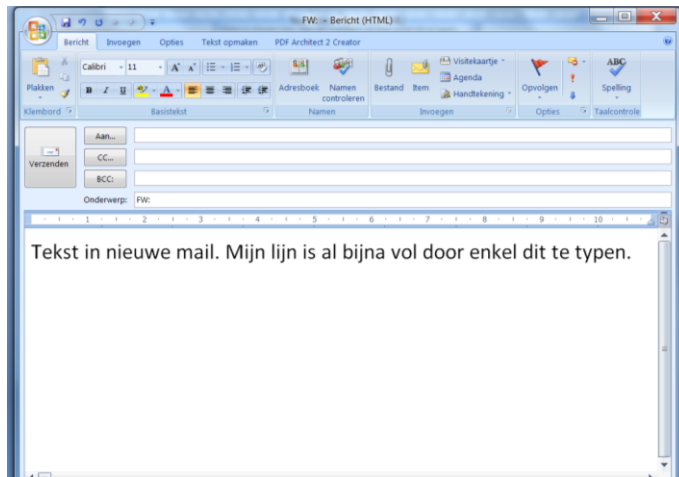 FW: - Bericht (HTML)
Bericht Invoegen Opties Tekst opmaken PDF Architect 2 Creator
Plakken
Calibri 11
B I U
Adresboek
Namen controleren
Bestand
Item
Visitekaartje
Agenda
Handtekening
Opvolgen
ABC
Spelling
Klembord Basistekst Namen Invoegen Opties Taalcontrole
Verzenden
Aan...
CC...
BCC:
Onderwerp: FW:
1 2 3 4 5 6 7 8 9 10
Tekst in nieuwe mail. Mijn lijn is al bijna vol door enkel dit te typen.